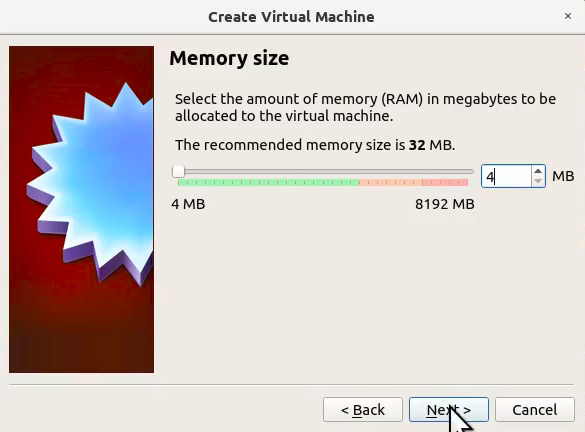 Create Virtual Machine
×
Memory size
Select the amount of memory (RAM) in megabytes to be
allocated to the virtual machine.
The recommended memory size is 32 MB.
4 MB
4 MB 8192 MB
< Back Next > Cancel